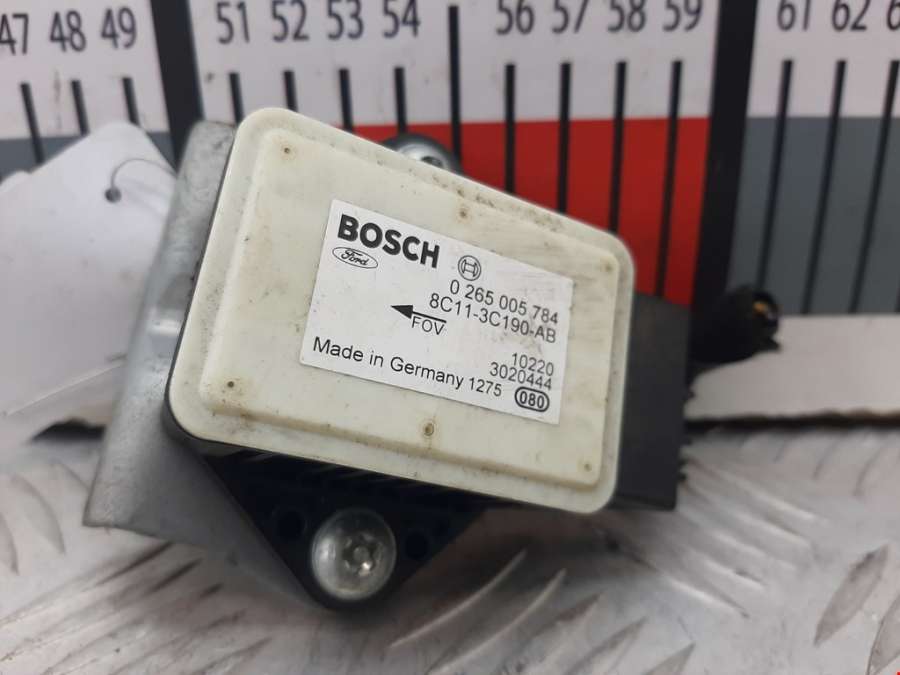 47 48 49 51 52 53 54 56 57 58 59 61 62
BOSCH
Ford
0 265 005 784
8C11-3C190-AB
FOV
10220
3020444
Made in Germany 1275
080